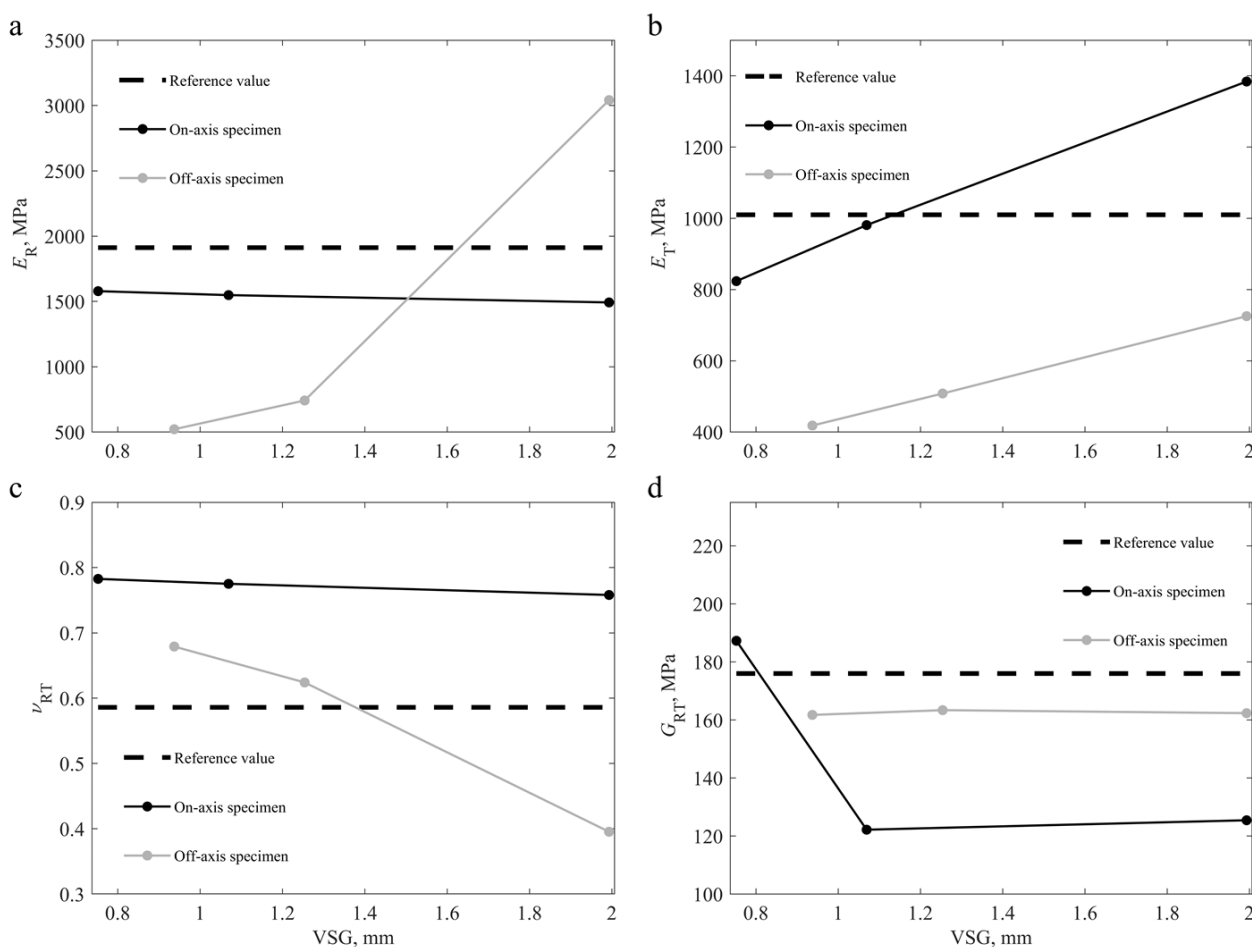 a
3500
3000
2500
2000
1500
1000
500
E_R, MPa
Reference value
On-axis specimen
Off-axis specimen
0.8 1 1.2 1.4 1.6 1.8 2
b
1400
1200
1000
800
600
400
E_T, MPa
Reference value
On-axis specimen
Off-axis specimen
0.8 1 1.2 1.4 1.6 1.8 2
c
0.9
0.8
0.7
0.6
0.5
0.4
0.3
ν_RT
Reference value
On-axis specimen
Off-axis specimen
0.8 1 1.2 1.4 1.6 1.8 2
VSG, mm
d
220
200
180
160
140
120
100
G_RT, MPa
Reference value
On-axis specimen
Off-axis specimen
0.8 1 1.2 1.4 1.6 1.8 2
VSG, mm